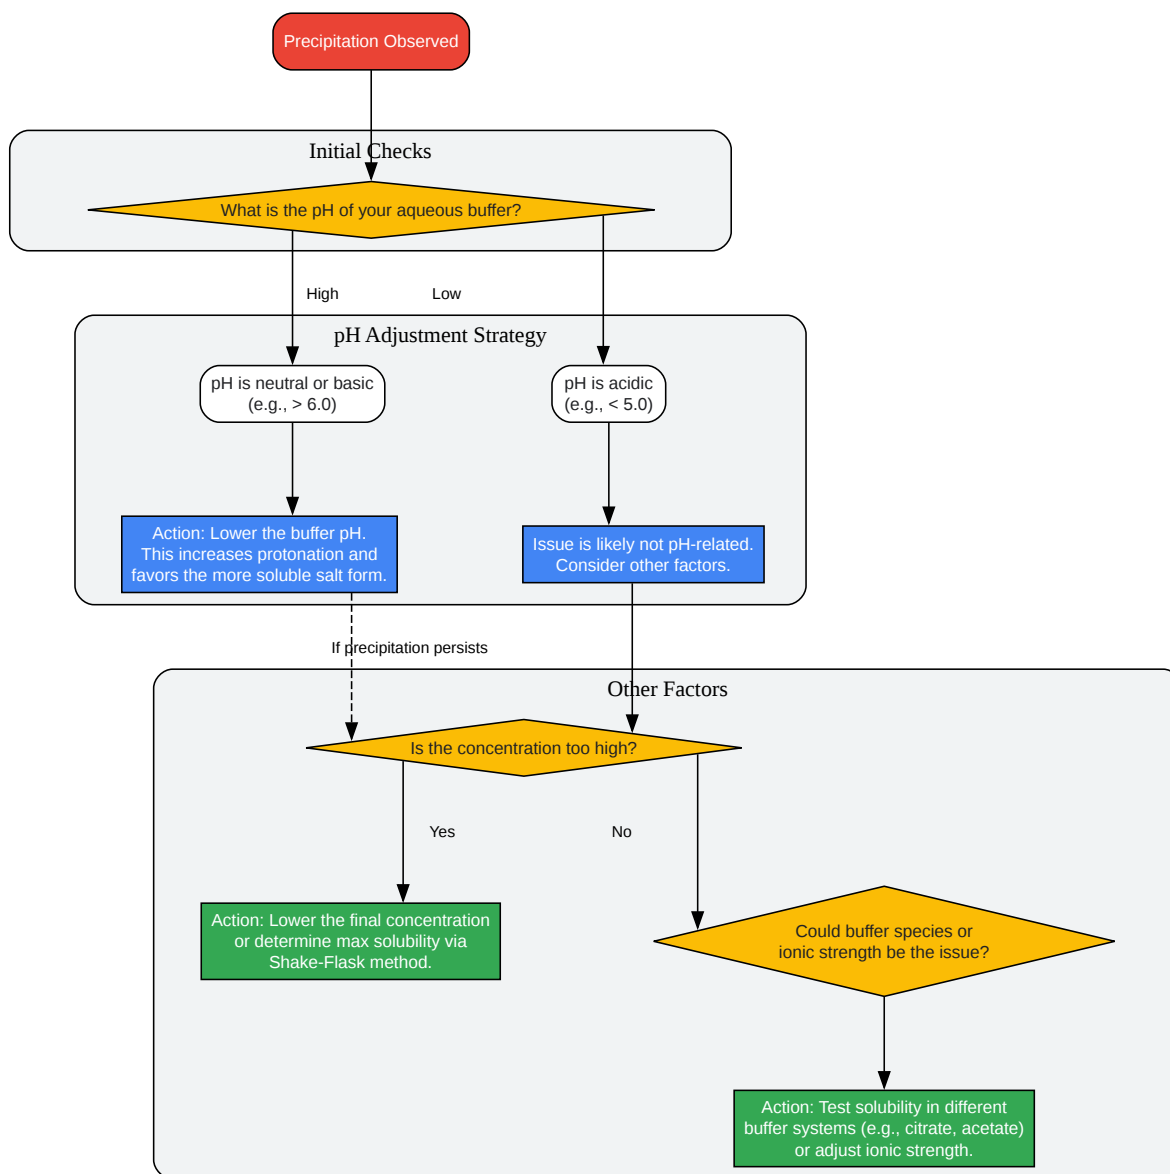 Precipitation Observed
Initial Checks
What is the pH of your aqueous buffer?
High
Low
pH Adjustment Strategy
pH is neutral or basic
(e.g., > 6.0)
pH is acidic
(e.g., < 5.0)
Action: Lower the buffer pH.
This increases protonation and
favors the more soluble salt form.
Issue is likely not pH-related.
Consider other factors.
If precipitation persists
Other Factors
Is the concentration too high?
Yes
No
Action: Lower the final concentration
or determine max solubility via
Shake-Flask method.
Could buffer species or
ionic strength be the issue?
Action: Test solubility in different
buffer systems (e.g., citrate, acetate)
or adjust ionic strength.